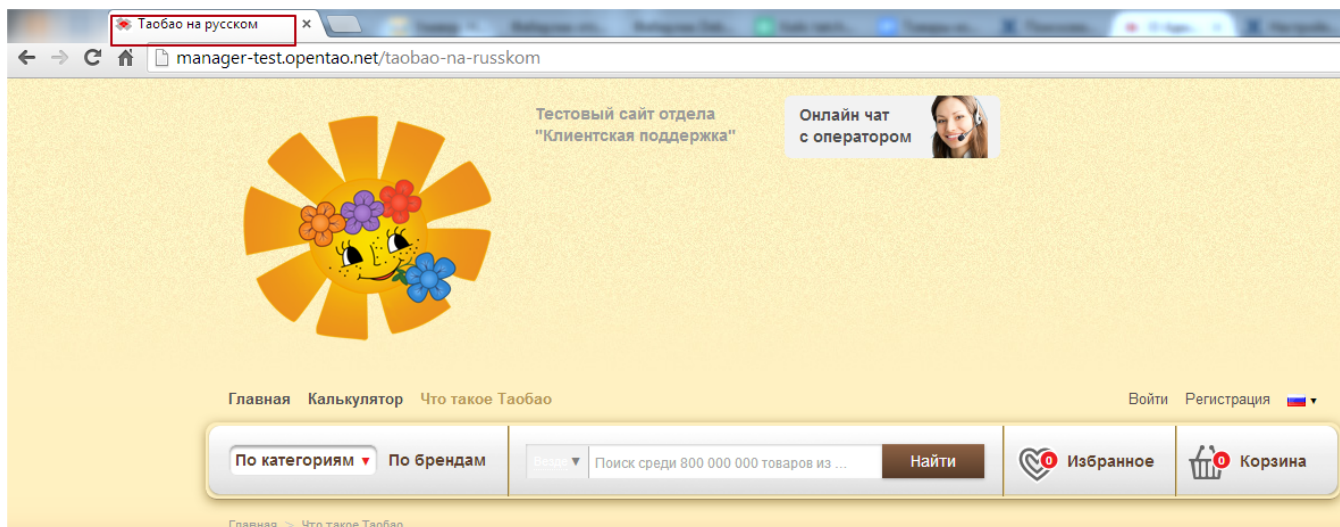 Таобао на русском
manager-test.opentao.net/taobao-na-russkom
Тестовый сайт отдела
"Клиентская поддержка"
Онлайн чат
с оператором
Главная Калькулятор Что такое Таобао
Войти Регистрация
По категориям По брендам
Везде
Поиск среди 800 000 000 товаров из ...
Найти
0 Избранное
0 Корзина
Главная > Что такое Таобао